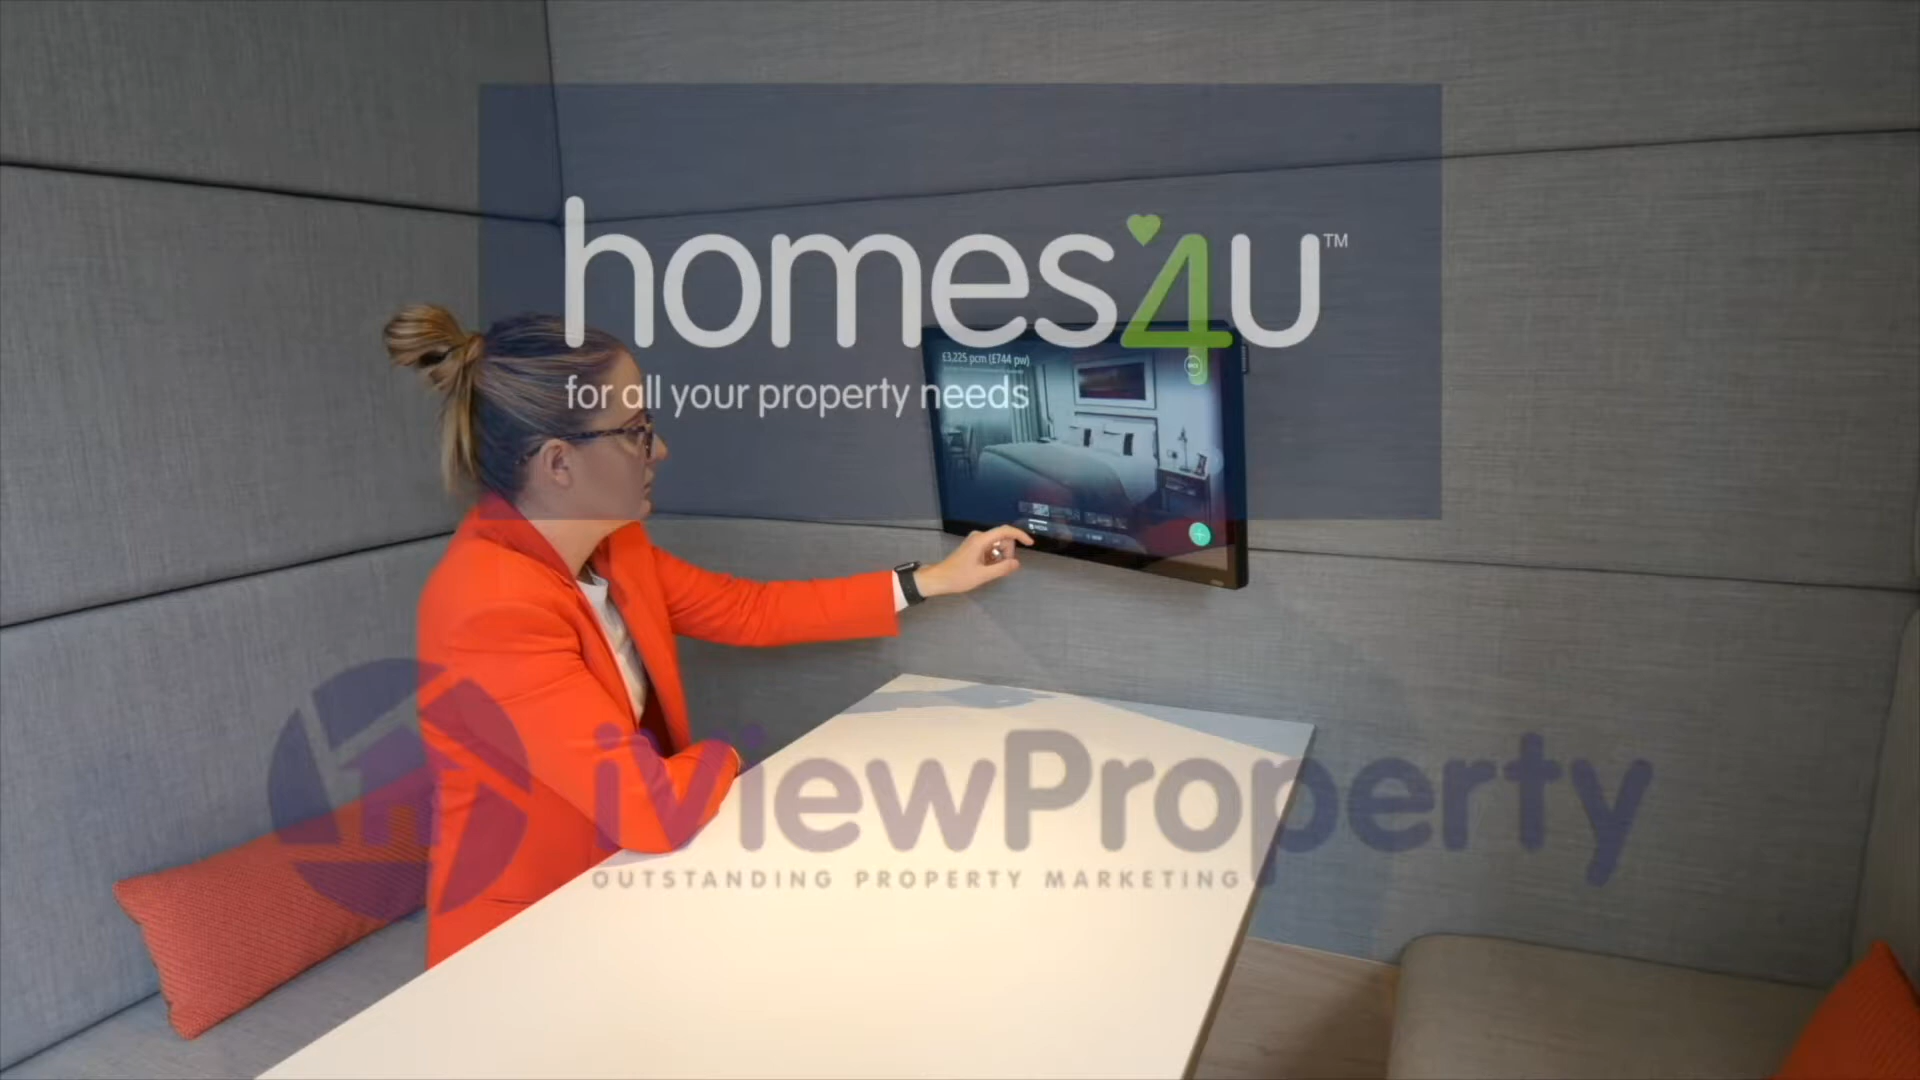 homes4u™
£3,225 pcm (£744 pw)
for all your property needs
iViewProperty
OUTSTANDING PROPERTY MARKETING